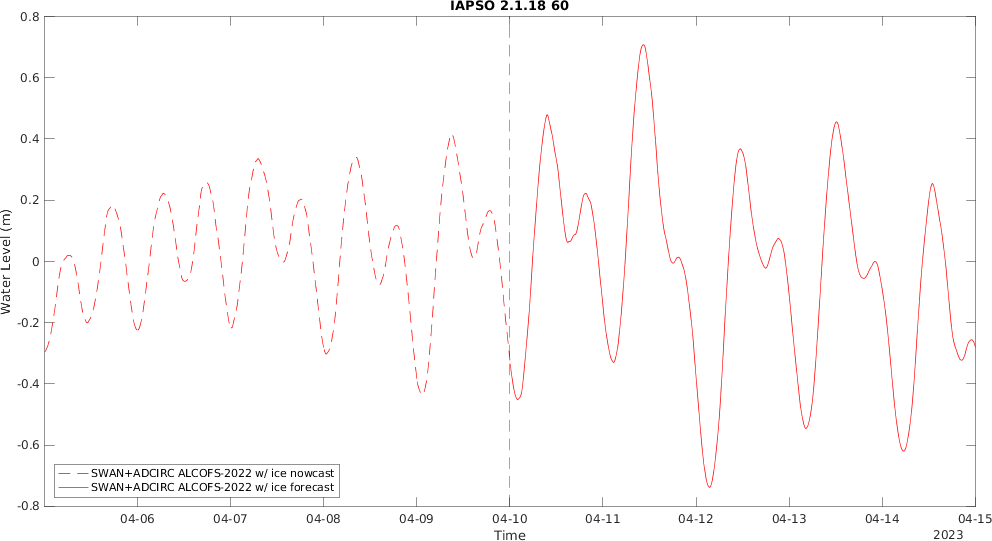 IAPSO 2.1.18 60
0.8
0.6
0.4
0.2
0
-0.2
-0.4
-0.6
-0.8
Water Level (m)
SWAN+ADCIRC ALCOFS-2022 w/ ice nowcast
SWAN+ADCIRC ALCOFS-2022 w/ ice forecast
04-06 04-07 04-08 04-09 04-10 04-11 04-12 04-13 04-14 04-15
Time
2023